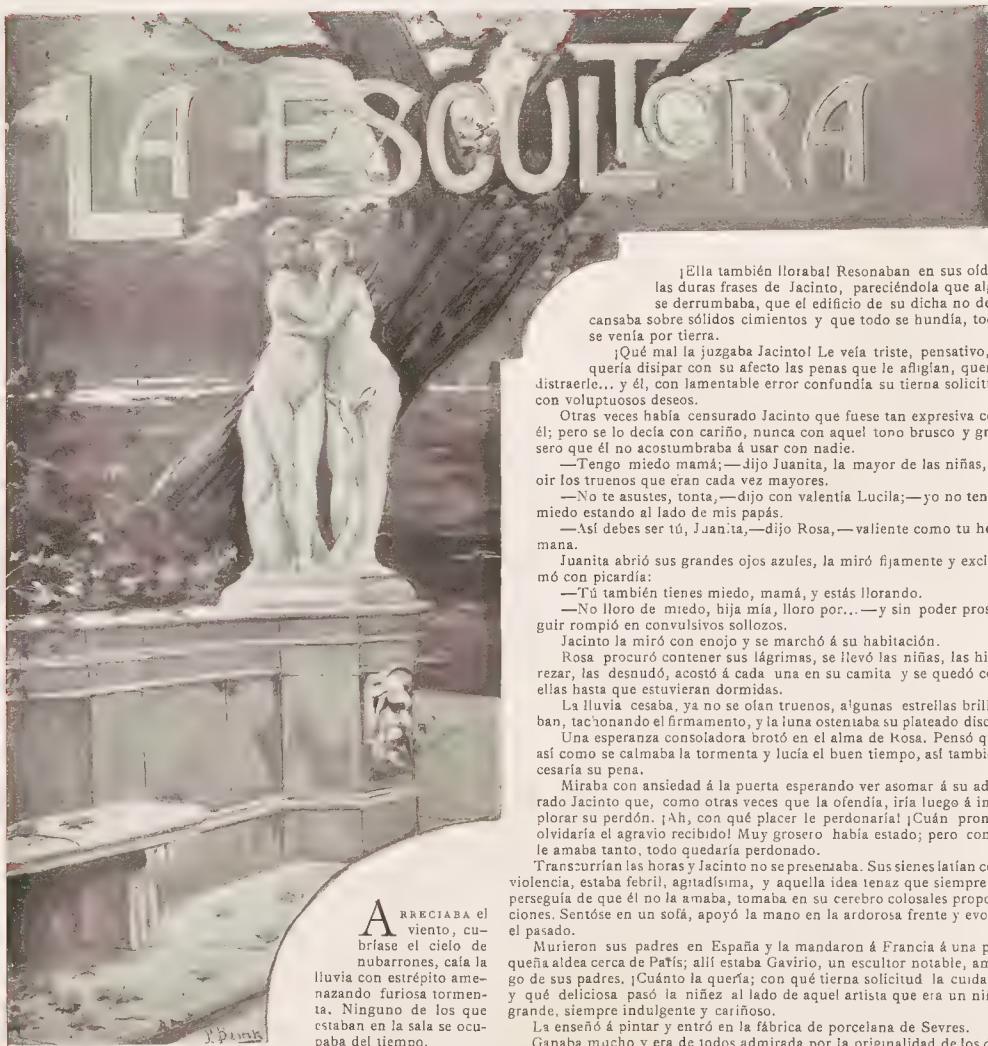 LA ESCULTORA
ARRECIABA el
viento, cu-
bríase el cielo de
nubarrones, caía la
lluvia con estrépito ame-
nazando furiosa tormen-
ta. Ninguno de los que
estaban en la sala se ocu-
paba del tiempo.
¡Ella también lloraba! Resonaban en sus oíd
las duras frases de Jacinto, pareciéndola que al
se derrumbaba, que el edificio de su dicha no de
cansaba sobre sólidos cimientos y que todo se hundía, to
se venía por tierra.
¡Qué mal la juzgaba Jacinto! Le veía triste, pensativo,
quería disipar con su afecto las penas que le afligían, que
distraerle... y él, con lamentable error confundía su tierna solicit
con voluptuosos deseos.
Otras veces había censurado Jacinto que fuese tan expresiva c
él; pero se lo decía con cariño, nunca con aquel tono brusco y gr
sero que él no acostumbraba á usar con nadie.
—Tengo miedo mamá;—dijo Juanita, la mayor de las niñas,
oir los truenos que eran cada vez mayores.
—No te asustes, tonta,—dijo con valentía Lucila;—yo no ten
miedo estando al lado de mis papás.
—Así debes ser tú, Juanita,—dijo Rosa,—valiente como tu he
mana.
Juanita abrió sus grandes ojos azules, la miró fijamente y excl
mó con picardía:
—Tú también tienes miedo, mamá, y estás llorando.
—No lloro de miedo, hija mía, lloro por...—y sin poder pros
guir rompió en convulsivos sollozos.
Jacinto la miró con enojo y se marchó á su habitación.
Rosa procuró contener sus lágrimas, se llevó las niñas, las hi
rezar, las desnudó, acostó á cada una en su camita y se quedó c
ellas hasta que estuvieran dormidas.
La lluvia cesaba, ya no se oían truenos, algunas estrellas brill
ban, tachonando el firmamento, y la luna ostentaba su plateado disc
Una esperanza consoladora brotó en el alma de Rosa. Pensó q
así como se calmaba la tormenta y lucía el buen tiempo, así tambi
cesaría su pena.
Miraba con ansiedad á la puerta esperando ver asomar á su ad
rado Jacinto que, como otras veces que la ofendía, iría luego á im
plorar su perdón. ¡Ah, con qué placer le perdonaría! ¡Cuán pron
olvidaría el agravio recibido! Muy grosero había estado; pero con
le amaba tanto, todo quedaría perdonado.
Transcurrían las horas y Jacinto no se presentaba. Sus sienes latían c
violencia, estaba febril, agitadísima, y aquella idea tenaz que siempre
perseguía de que él no la amaba, tomaba en su cerebro colosales propo
ciones. Sentóse en un sofá, apoyó la mano en la ardorosa frente y evo
el pasado.
Murieron sus padres en España y la mandaron á Francia á una p
queña aldea cerca de París; allí estaba Gavirio, un escultor notable, am
go de sus padres. ¡Cuánto la quería; con qué tierna solicitud la cuida
y qué deliciosa pasó la niñez al lado de aquel artista que era un niñ
grande, siempre indulgente y cariñoso.
La enseñó á pintar y entró en la fábrica de porcelana de Sevres.
Ganaba mucho y era de todos admirada por la originalidad de los